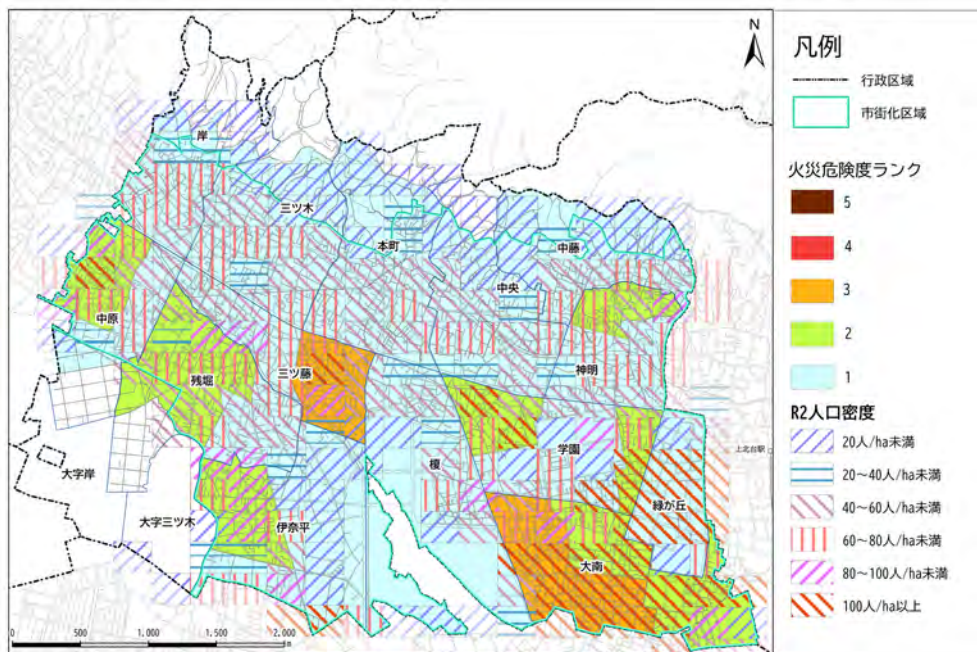 N
岸
三ツ木
本町
中藤
中央
中原
残堀
三ツ藤
神明
学園
榎
上北台駅
大字岸
緑が丘
大字三ツ木
伊奈平
大南
0 500 1,000 1,500 2,000
m
凡例
行政区域
市街化区域
火災危険度ランク
5
4
3
2
1
R2人口密度
20人/ha未満
20～40人/ha未満
40～60人/ha未満
60～80人/ha未満
80～100人/ha未満
100人/ha以上